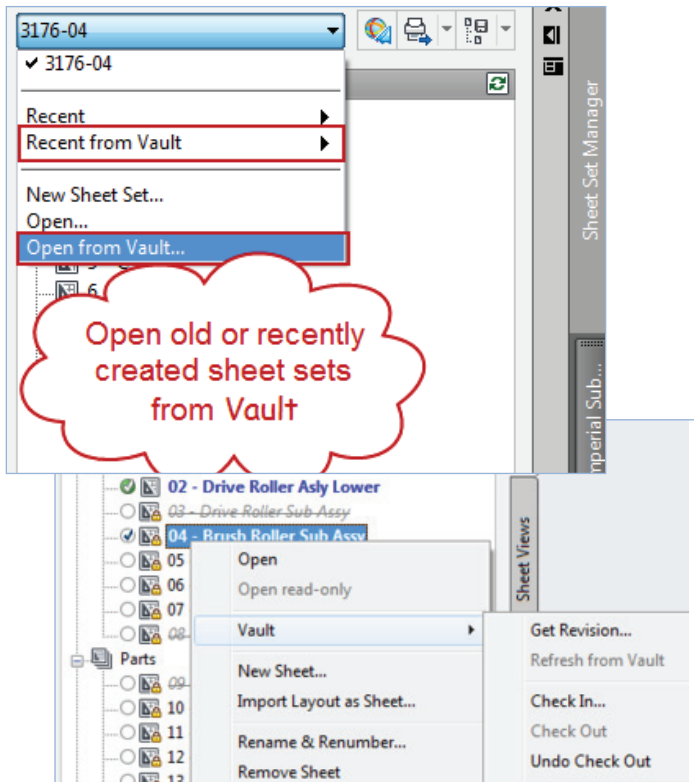 3176-04
✔ 3176-04
Recent
Recent from Vault
New Sheet Set...
Open...
Open from Vault...
6
Open old or recently
created sheet sets
from Vault
Sheet Set Manager
Sub...
02 - Drive Roller Asly Lower
03 - Drive Roller Sub Assy
04 - Brush Roller Sub Assy
05
06
07
08
Parts
09
10
11
12
13
Open
Open read-only
Vault
New Sheet...
Import Layout as Sheet...
Rename & Renumber...
Remove Sheet
Get Revision...
Refresh from Vault
Check In...
Check Out
Undo Check Out
Sheet Views